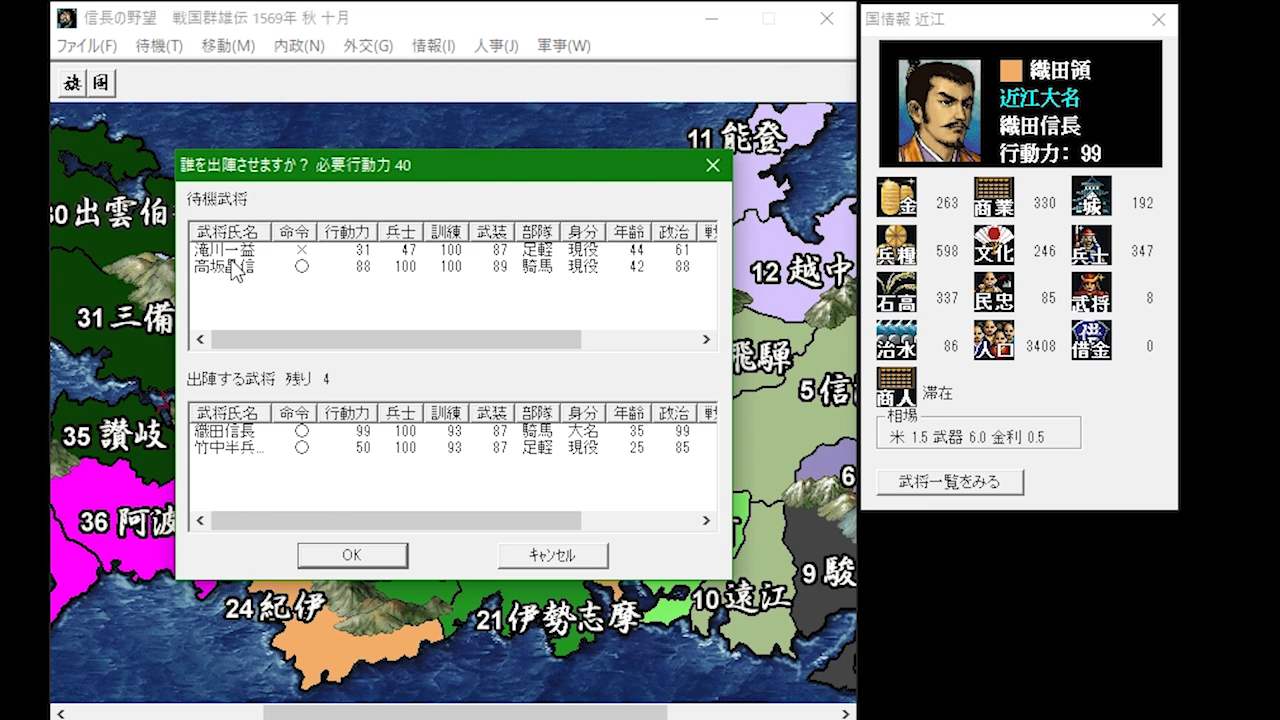 信長の野望　戦国群雄伝 1569年 秋 十月
ファイル(F) 待機(T) 移動(M) 内政(N) 外交(G) 情報(I) 人事(J) 軍事(W)
旗 国
11 能登
誰を出陣させますか？ 必要行動力 40
待機武将
武将氏名 命令 行動力 兵士 訓練 武装 部隊 身分 年齢 政治
滝川一益 × 31 47 100 87 足軽 現役 44 61
高坂 信 ○ 88 100 100 89 騎馬 現役 42 88
出陣する武将 残り 4
武将氏名 命令 行動力 兵士 訓練 武装 部隊 身分 年齢 政治
織田信長 ○ 99 100 93 87 騎馬 大名 35 99
竹中半兵... ○ 50 100 93 87 足軽 現役 25 85
OK キャンセル
出雲伯
31 三備
35 讃岐
36 阿波
12 越中
飛騨
5 信
6
9 駿
24 紀伊
21 伊勢志摩
10 遠江
国情報 近江
織田領
近江大名
織田信長
行動力: 99
金 263 商業 330 城 192
兵糧 598 文化 246 兵士 347
石高 337 民忠 85 武将 8
治水 86 人口 3408 借金 0
商人 滞在
相場
米 1.5 武器 6.0 金利 0.5
武将一覧をみる